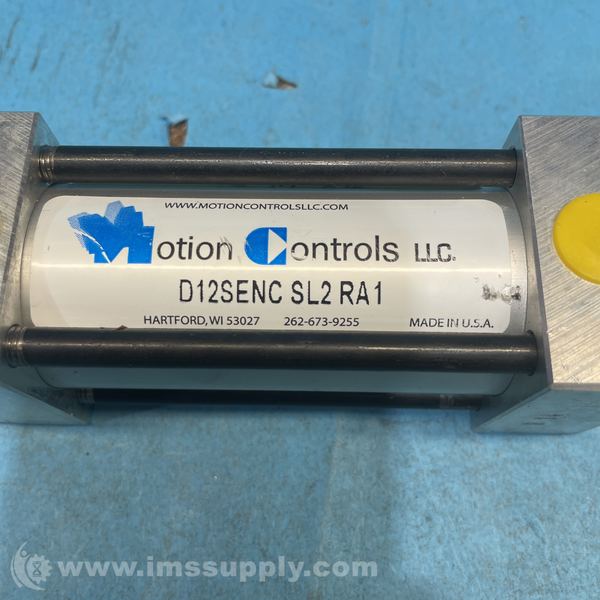 WWW.MOTIONCONTROLSLLC.COM
Motion Controls LLC.
D12SENC SL2 RA1
HARTFORD, WI 53027 262-673-9255 MADE IN U.S.A.
www.imssupply.com